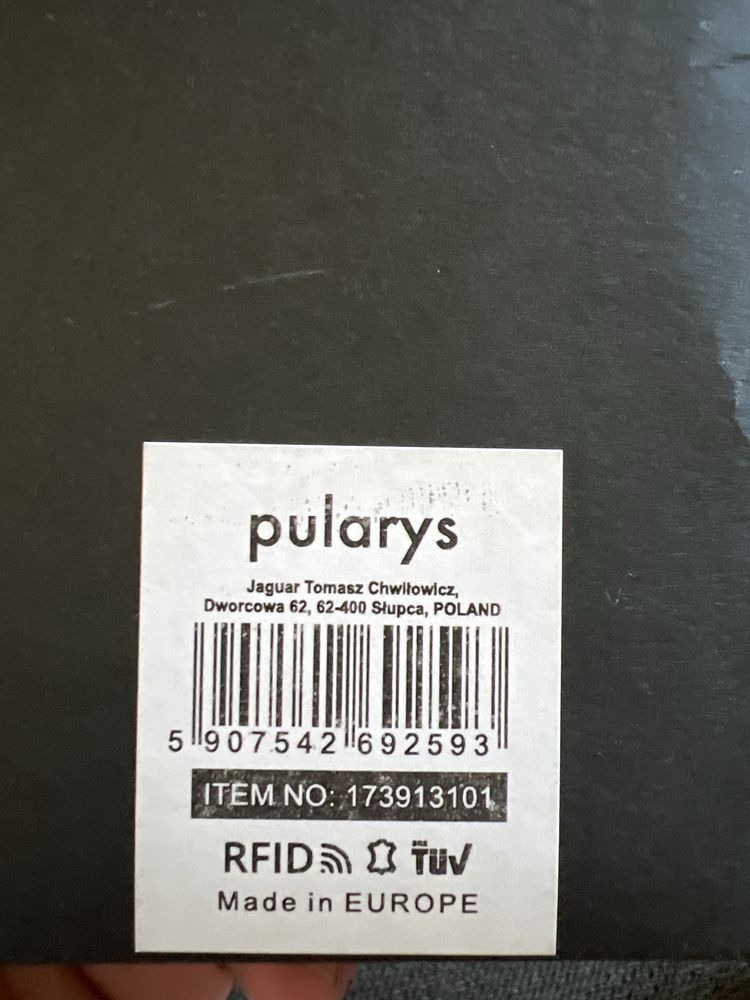 pularys
Jaguar Tomasz Chwiłowicz,
Dworcowa 62, 62-400 Słupca, POLAND
5 907542 692593
ITEM NO: 173913101
RFID TÜV
Made in EUROPE